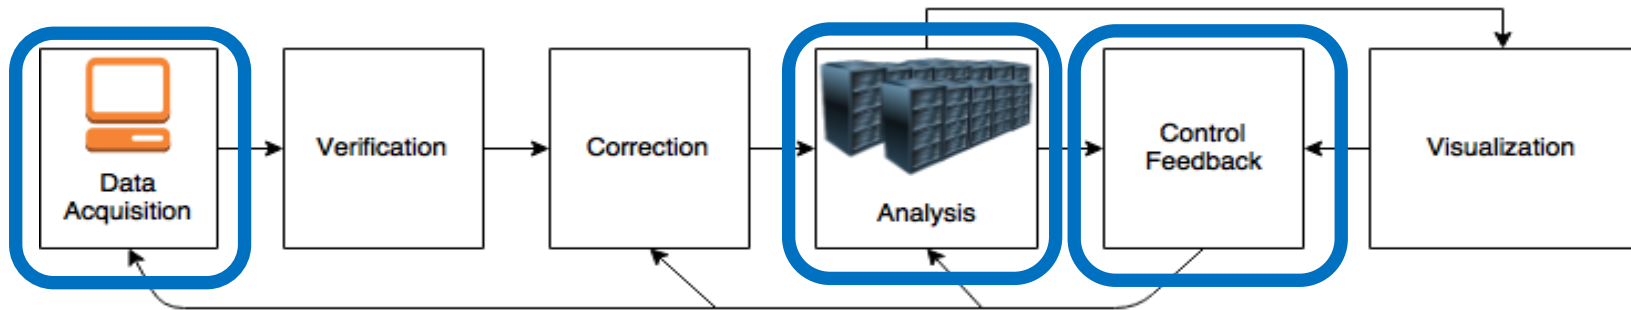 Data
Acquisition
Verification
Correction
Analysis
Control
Feedback
Visualization